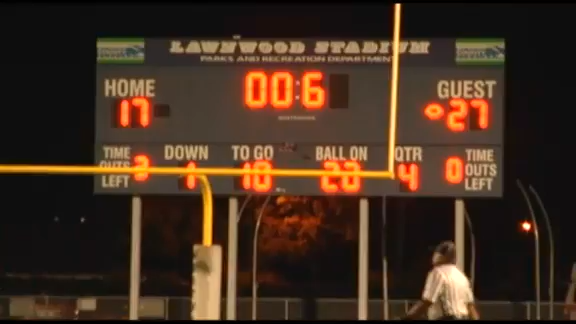 LAWNWOOD STADIUM
PARKS AND RECREATION DEPARTMENT
HOME 00:6 GUEST
17 27
TIME OUTS LEFT 3 DOWN 1 TO GO 10 BALL ON 20 QTR 4 0 TIME OUTS LEFT